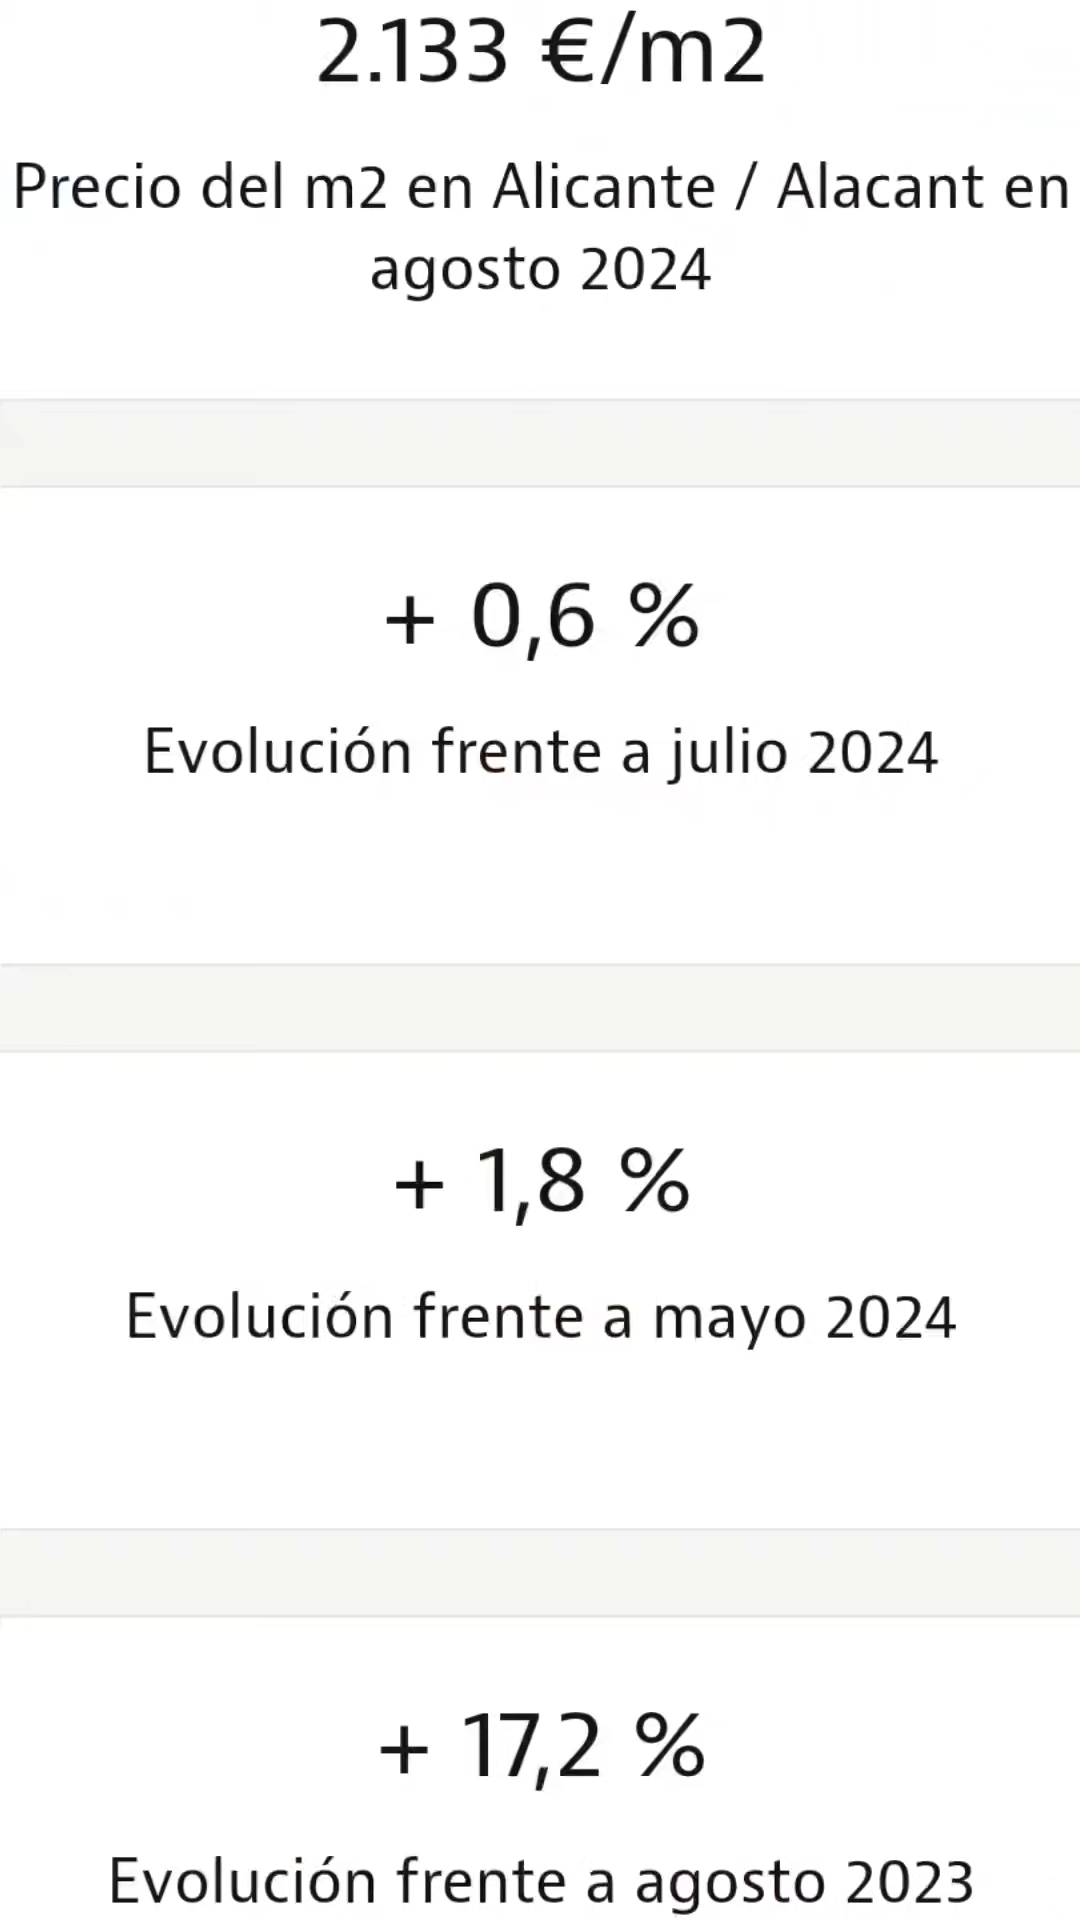 2.133 €/m2
Precio del m2 en Alicante / Alacant en
agosto 2024
+ 0,6 %
Evolución frente a julio 2024
+ 1,8 %
Evolución frente a mayo 2024
+ 17,2 %
Evolución frente a agosto 2023